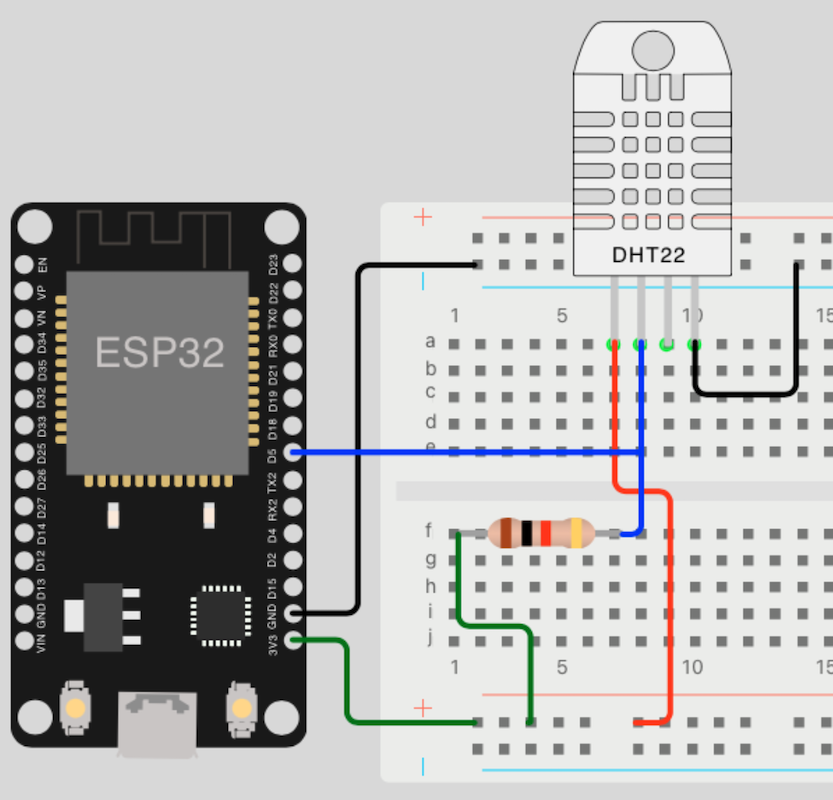 DHT22
ESP32
EN
VP
VN
D34
D35
D32
D33
D25
D26
D27
D14
D12
D13
GND
VIN
D23
D22
TX0
RX0
D21
D19
D18
D5
TX2
RX2
D4
D2
D15
GND
3V3
+
1 5 10 15
a
b
c
d
e
f
g
h
i
j
1 5 10 15
+